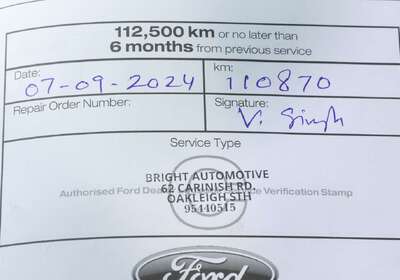 112,500 km or no later than
6 months from previous service
Date: km:
07-09-2024 110870
Repair Order Number: Signature:
V. Singh
Service Type
BRIGHT AUTOMOTIVE
62 CARINISH RD.
Authorised Ford Dealer Verification Stamp
OAKLEIGH STH
95440515
Ford